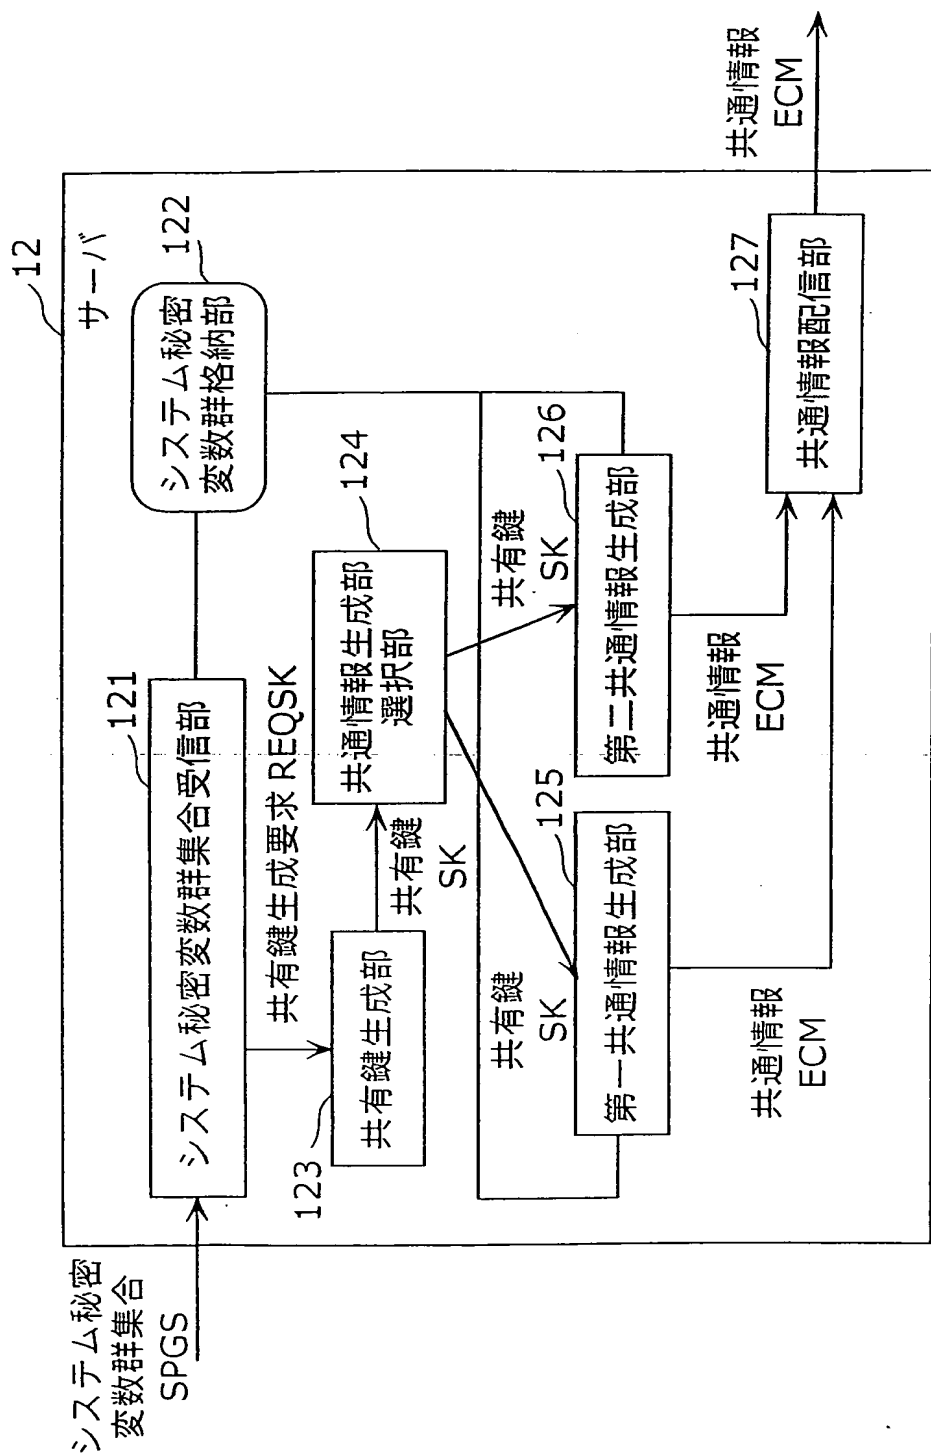 12
サーバ
システム秘密
変数群集合
SPGS
121
システム秘密変数群集合受信部
122
システム秘密
変数群格納部
共有鍵生成要求 REQSK
123
共有鍵生成部
共有鍵
SK
124
共通情報生成部
選択部
共有鍵
SK
125
第一共通情報生成部
共有鍵
SK
126
第二共通情報生成部
共通情報
ECM
共通情報
ECM
127
共通情報配信部
共通情報
ECM